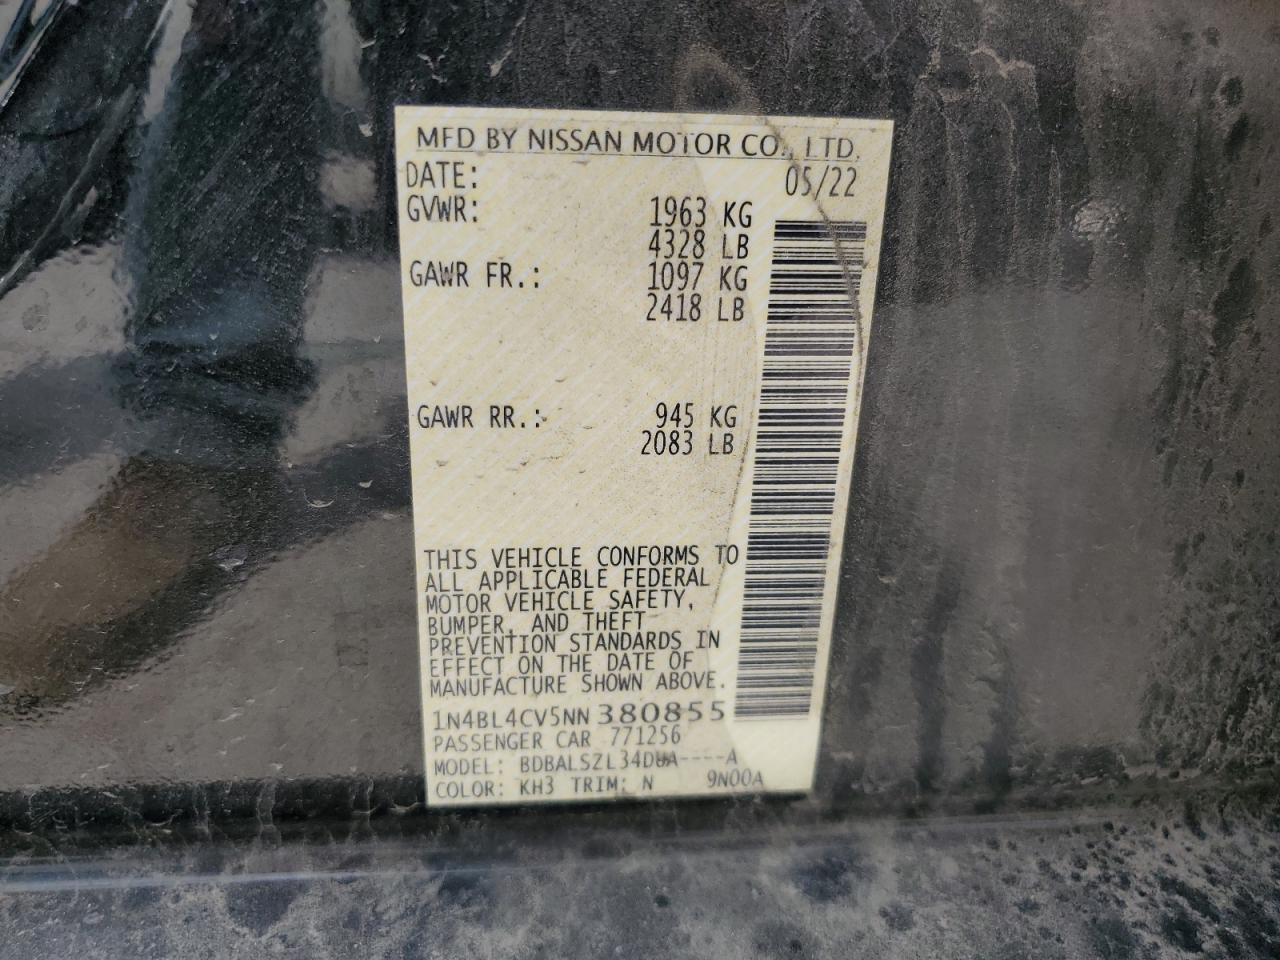 MFD BY NISSAN MOTOR CO., LTD.
DATE: 05/22
GVWR: 1963 KG
4328 LB
GAWR FR.: 1097 KG
2418 LB
GAWR RR.: 945 KG
2083 LB
THIS VEHICLE CONFORMS TO
ALL APPLICABLE FEDERAL
MOTOR VEHICLE SAFETY,
BUMPER, AND THEFT
PREVENTION STANDARDS IN
EFFECT ON THE DATE OF
MANUFACTURE SHOWN ABOVE.
1N4BL4CV5NN380855
PASSENGER CAR 771256
MODEL: BDBALSZL34DUA----A
COLOR: KH3 TRIM: N 9N00A